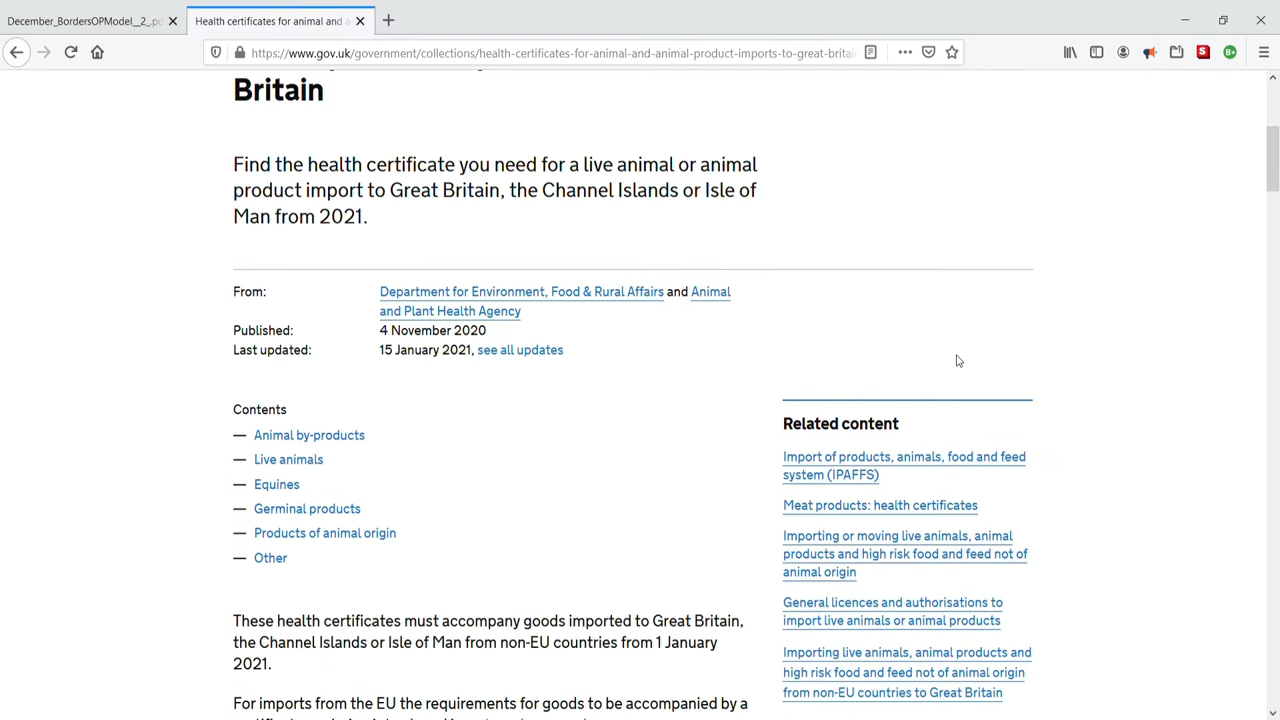 December_BordersOPModel__2_.pd
Health certificates for animal and a
https://www.gov.uk/government/collections/health-certificates-for-animal-and-animal-product-imports-to-great-britai
Britain
Find the health certificate you need for a live animal or animal
product import to Great Britain, the Channel Islands or Isle of
Man from 2021.
From:
Department for Environment, Food & Rural Affairs and Animal
and Plant Health Agency
Published:
4 November 2020
Last updated:
15 January 2021, see all updates
Contents
— Animal by-products
— Live animals
— Equines
— Germinal products
— Products of animal origin
— Other
These health certificates must accompany goods imported to Great Britain,
the Channel Islands or Isle of Man from non-EU countries from 1 January
2021.
For imports from the EU the requirements for goods to be accompanied by a
Related content
Import of products, animals, food and feed
system (IPAFFS)
Meat products: health certificates
Importing or moving live animals, animal
products and high risk food and feed not of
animal origin
General licences and authorisations to
import live animals or animal products
Importing live animals, animal products and
high risk food and feed not of animal origin
from non-EU countries to Great Britain